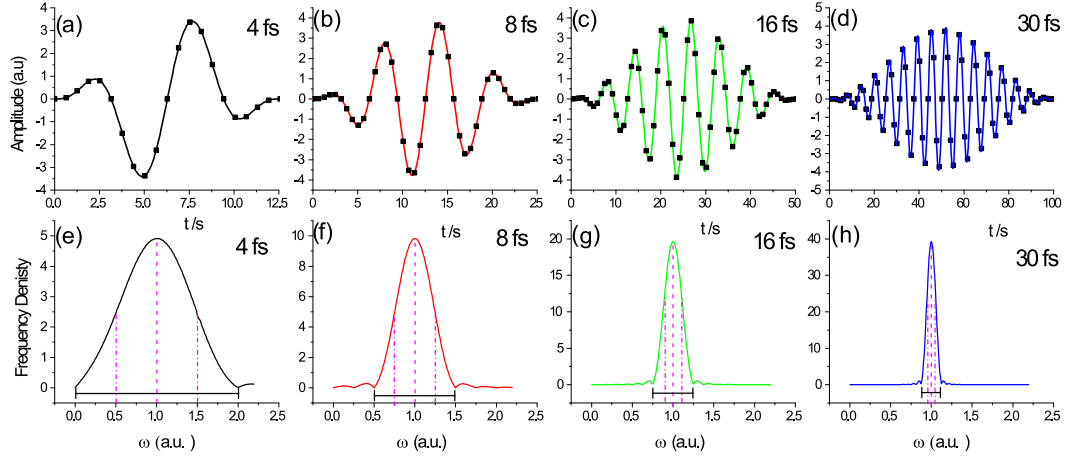 (a) 4 fs
Amplitude (a.u)
4
3
2
1
0
-1
-2
-3
-4
0.0 2.5 5.0 7.5 10.0 12.5
t /s
(b) 8 fs
4
3
2
1
0
-1
-2
-3
-4
0 5 10 15 20 25
t /s
(c) 16 fs
4
3
2
1
0
-1
-2
-3
-4
0 10 20 30 40 50
t /s
(d) 30 fs
5
4
3
2
1
0
-1
-2
-3
-4
-5
0 20 40 60 80 100
t /s
(e) 4 fs
Frequency Denisty
5
4
3
2
1
0
0.0 0.5 1.0 1.5 2.0 2.5
ω (a.u. )
(f) 8 fs
10
8
6
4
2
0
0.0 0.5 1.0 1.5 2.0 2.5
ω (a.u.)
(g) 16 fs
20
15
10
5
0
0.0 0.5 1.0 1.5 2.0 2.5
ω (a.u.)
(h) 30 fs
40
30
20
10
0
0.0 0.5 1.0 1.5 2.0 2.5
ω (a.u.)